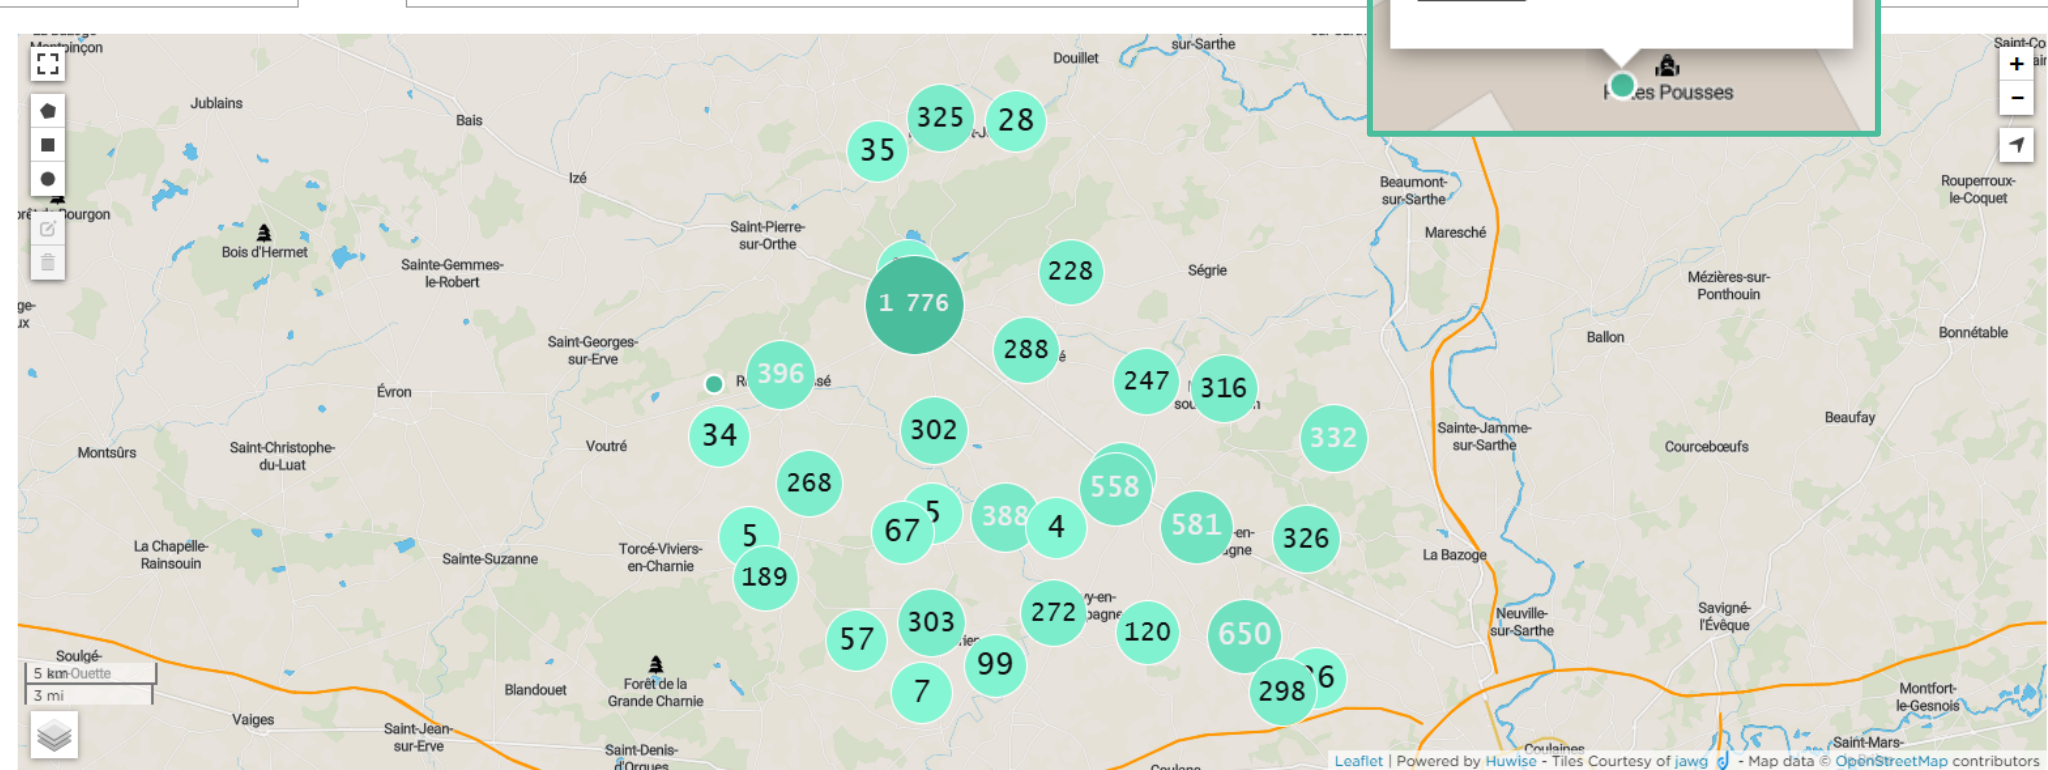 Douillet
sur-Sarthe
Jublains
Bais
325
28
35
Izé
Pousses
+
−
Beaumont-
sur-Sarthe
Rouperroux-
le-Coquet
Bois d'Hermet
Saint-Pierre-
sur-Orthe
Maresché
Sainte-Gemmes-
le-Robert
228
Ségrie
Mézières-sur-
Ponthouin
1 776
Saint-Georges-
sur-Erve
288
Ballon
Bonnétable
396
247
316
Évron
Beaufay
34
302
332
Sainte-Jamme-
sur-Sarthe
Courcebœufs
Montsûrs
Saint-Christophe-
du-Luat
Voutré
268
558
5
67
5
388
4
581
326
La Chapelle-
Rainsouin
Sainte-Suzanne
Torcé-Viviers-
en-Charnie
189
La Bazoge
57
303
272
120
650
Neuville-
sur-Sarthe
Savigné-
l'Évêque
99
7
298
Soulgé-
5 km
3 mi
Blandouet
Forêt de la
Grande Charnie
Montfort-
le-Gesnois
Vaiges
Saint-Jean-
sur-Erve
Saint-Denis-
d'Orques
Coulaines
Saint-Mars-
Leaflet | Powered by Huwise - Tiles Courtesy of jawg - Map data © OpenStreetMap contributors